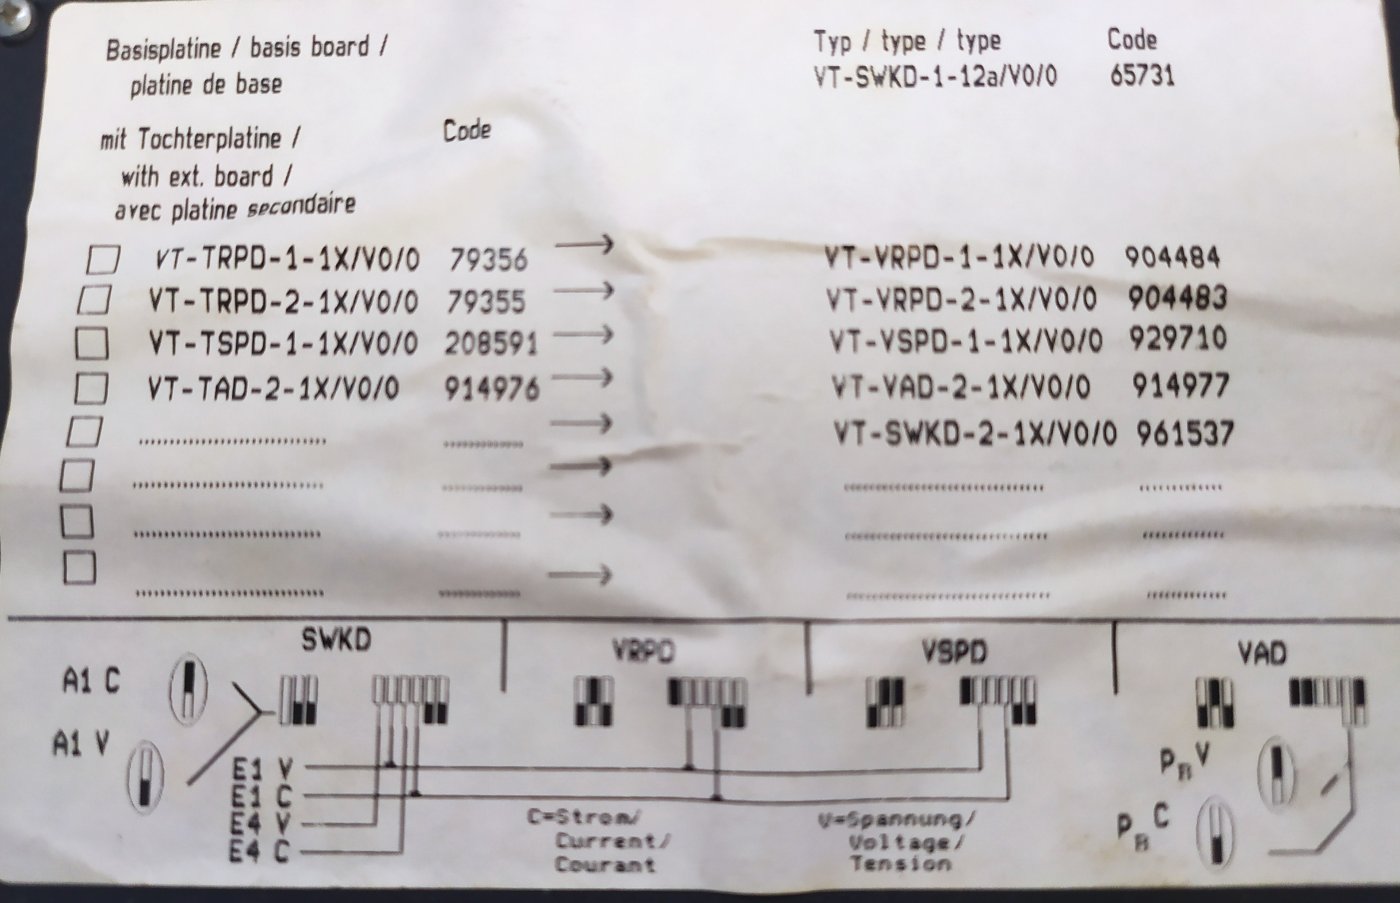 Basisplatine / basis board /
platine de base
Typ / type / type Code
VT-SWKD-1-12a/V0/0 65731
mit Tochterplatine / Code
with ext. board /
avec platine secondaire
VT-TRPD-1-1X/V0/0 79356 → VT-VRPD-1-1X/V0/0 904484
VT-TRPD-2-1X/V0/0 79355 → VT-VRPD-2-1X/V0/0 904483
VT-TSPD-1-1X/V0/0 208591 → VT-VSPD-1-1X/V0/0 929710
VT-TAD-2-1X/V0/0 914976 → VT-VAD-2-1X/V0/0 914977
→ VT-SWKD-2-1X/V0/0 961537
SWKD VRPD VSPD VAD
A1 C
A1 V
E1 V
E1 C
E4 V
E4 C
C=Strom/
Current/
Courant
V=Spannung/
Voltage/
Tension
PB V
PB C